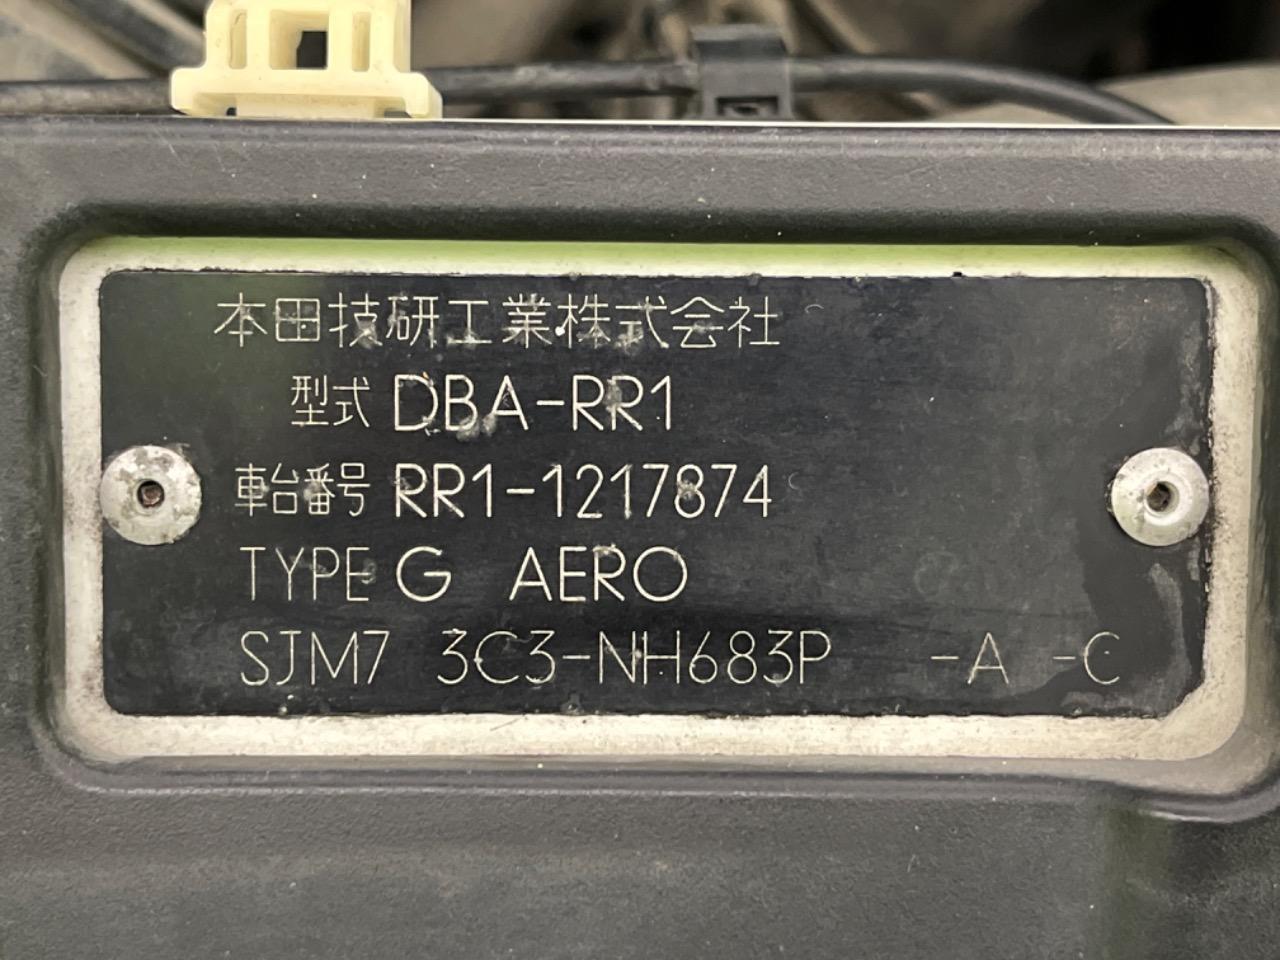 本田技研工業株式会社
型式 DBA-RR1
車台番号 RR1-1217874
TYPE G AERO
SJM7 3C3-NH683P -A -C